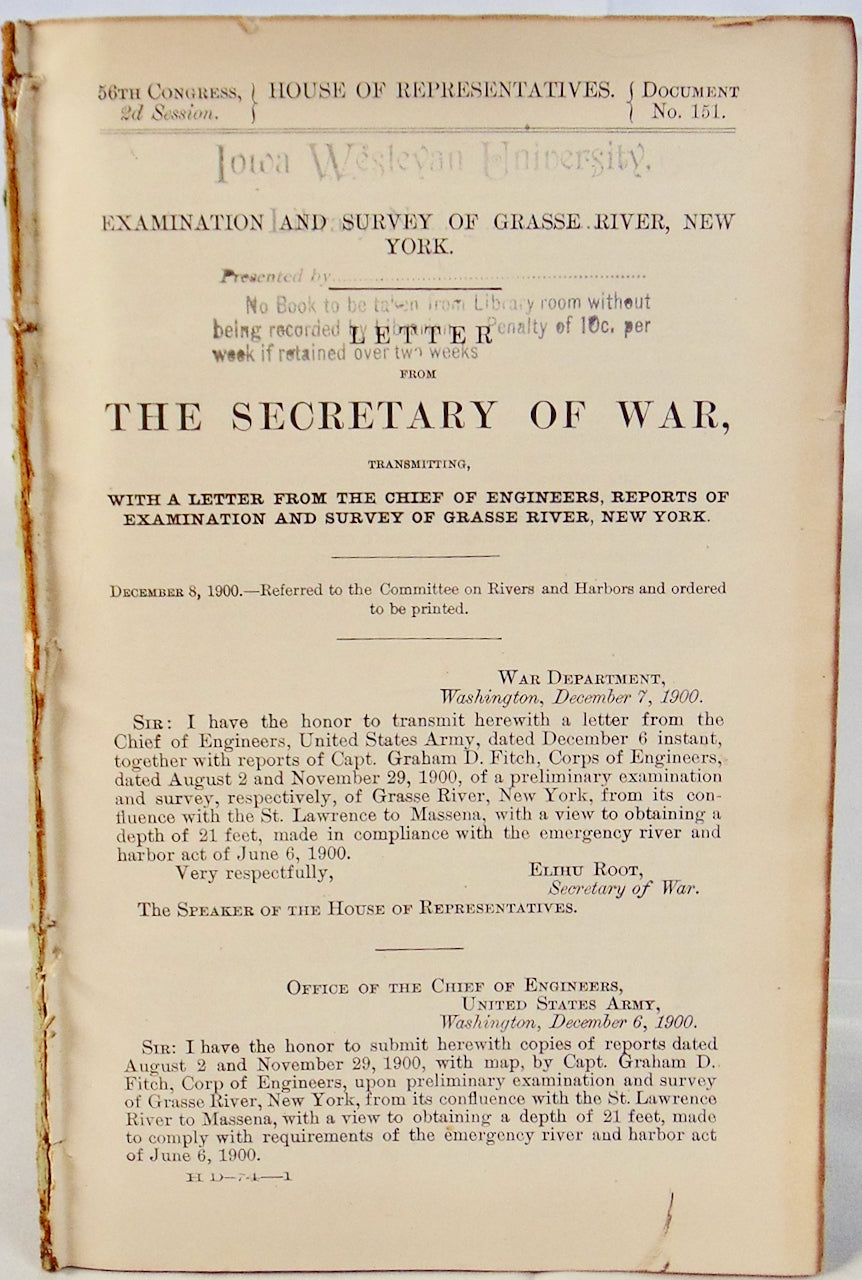 56TH CONGRESS, } HOUSE OF REPRESENTATIVES. { DOCUMENT
2d Session. } { No. 151.
Iowa Wesleyan University.
EXAMINATION AND SURVEY OF GRASSE RIVER, NEW
YORK.
Presented by
No Book to be taken from Library room without
being recorded by Librarian Penalty of 10c. per
week if retained over two weeks
LETTER
FROM
THE SECRETARY OF WAR,
TRANSMITTING,
WITH A LETTER FROM THE CHIEF OF ENGINEERS, REPORTS OF
EXAMINATION AND SURVEY OF GRASSE RIVER, NEW YORK.
DECEMBER 8, 1900.—Referred to the Committee on Rivers and Harbors and ordered
to be printed.
WAR DEPARTMENT,
Washington, December 7, 1900.
SIR: I have the honor to transmit herewith a letter from the
Chief of Engineers, United States Army, dated December 6 instant,
together with reports of Capt. Graham D. Fitch, Corps of Engineers,
dated August 2 and November 29, 1900, of a preliminary examination
and survey, respectively, of Grasse River, New York, from its con-
fluence with the St. Lawrence to Massena, with a view to obtaining a
depth of 21 feet, made in compliance with the emergency river and
harbor act of June 6, 1900.
Very respectfully, ELIHU ROOT,
Secretary of War.
The SPEAKER OF THE HOUSE OF REPRESENTATIVES.
OFFICE OF THE CHIEF OF ENGINEERS,
UNITED STATES ARMY,
Washington, December 6, 1900.
SIR: I have the honor to submit herewith copies of reports dated
August 2 and November 29, 1900, with map, by Capt. Graham D.
Fitch, Corp of Engineers, upon preliminary examination and survey
of Grasse River, New York, from its confluence with the St. Lawrence
River to Massena, with a view to obtaining a depth of 21 feet, made
to comply with requirements of the emergency river and harbor act
of June 6, 1900.
H D—74——1